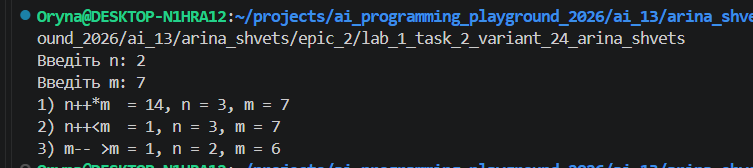 Oryna@DESKTOP-N1HRA12:~/projects/ai_programming_playground_2026/ai_13/arina_shve
ound_2026/ai_13/arina_shvets/epic_2/lab_1_task_2_variant_24_arina_shvets
Введіть n: 2
Введіть m: 7
1) n++*m  = 14, n = 3, m = 7
2) n++<m  = 1, n = 3, m = 7
3) m-- >m = 1, n = 2, m = 6
Oryna@DESKTOP-N1HRA12:~/projects/ai_programming_playground_2026/ai_13/arina_shve